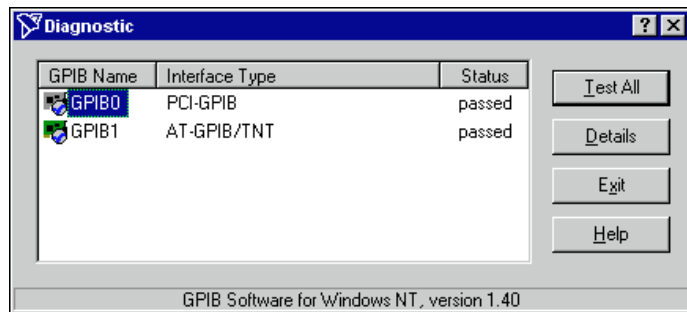 Diagnostic
GPIB Name Interface Type Status
GPIB0 PCI-GPIB passed
GPIB1 AT-GPIB/TNT passed
Test All
Details
Exit
Help
GPIB Software for Windows NT, version 1.40